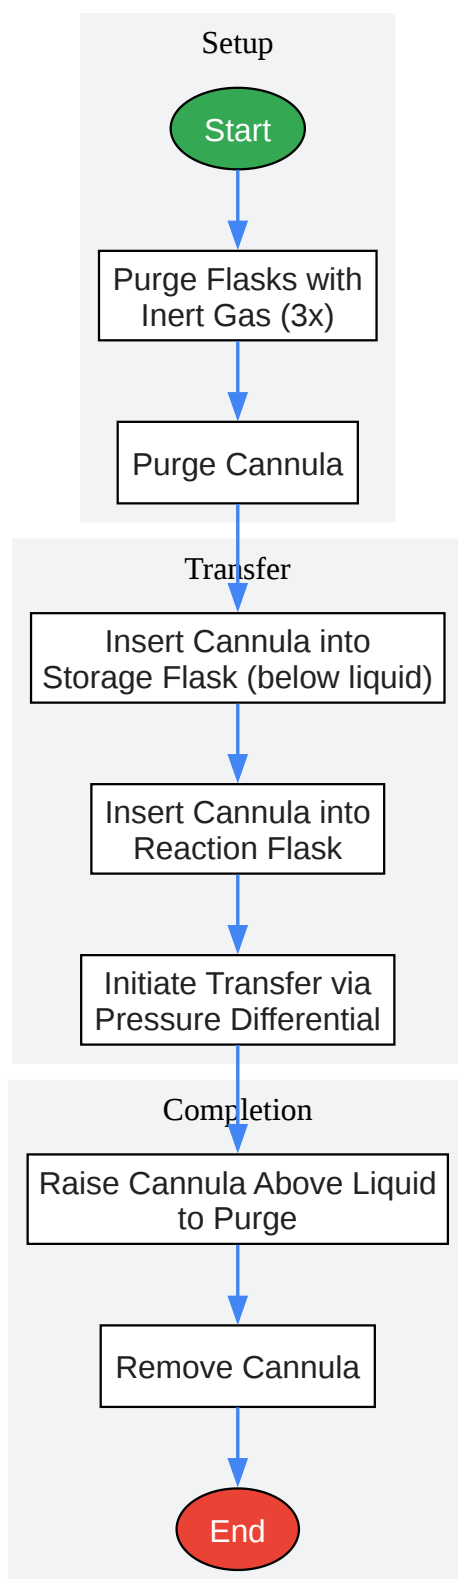 Setup
Start
Purge Flasks with
Inert Gas (3x)
Purge Cannula
Transfer
Insert Cannula into
Storage Flask (below liquid)
Insert Cannula into
Reaction Flask
Initiate Transfer via
Pressure Differential
Completion
Raise Cannula Above Liquid
to Purge
Remove Cannula
End